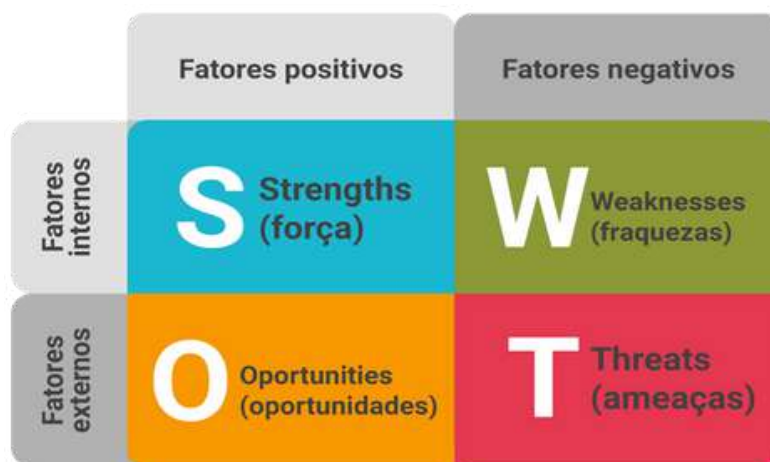 Fatores positivos
Fatores negativos
Fatores
internos
S
Strengths
(força)
W
Weaknesses
(fraquezas)
Fatores
externos
O
Oportunities
(oportunidades)
T
Threats
(ameaças)